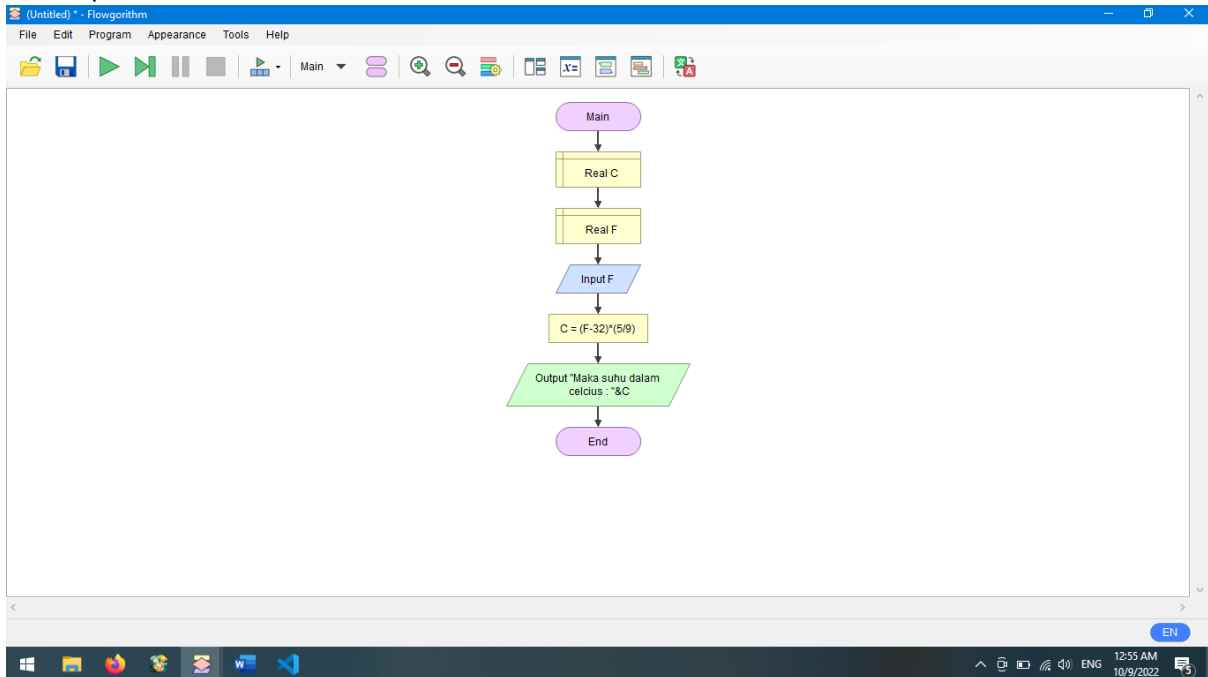 (Untitled) * - Flowgorithm
File Edit Program Appearance Tools Help
Main
x=
Main
Real C
Real F
Input F
C = (F-32)*(5/9)
Output "Maka suhu dalam
celcius : "&C
End
EN
ENG
12:55 AM
10/9/2022
5